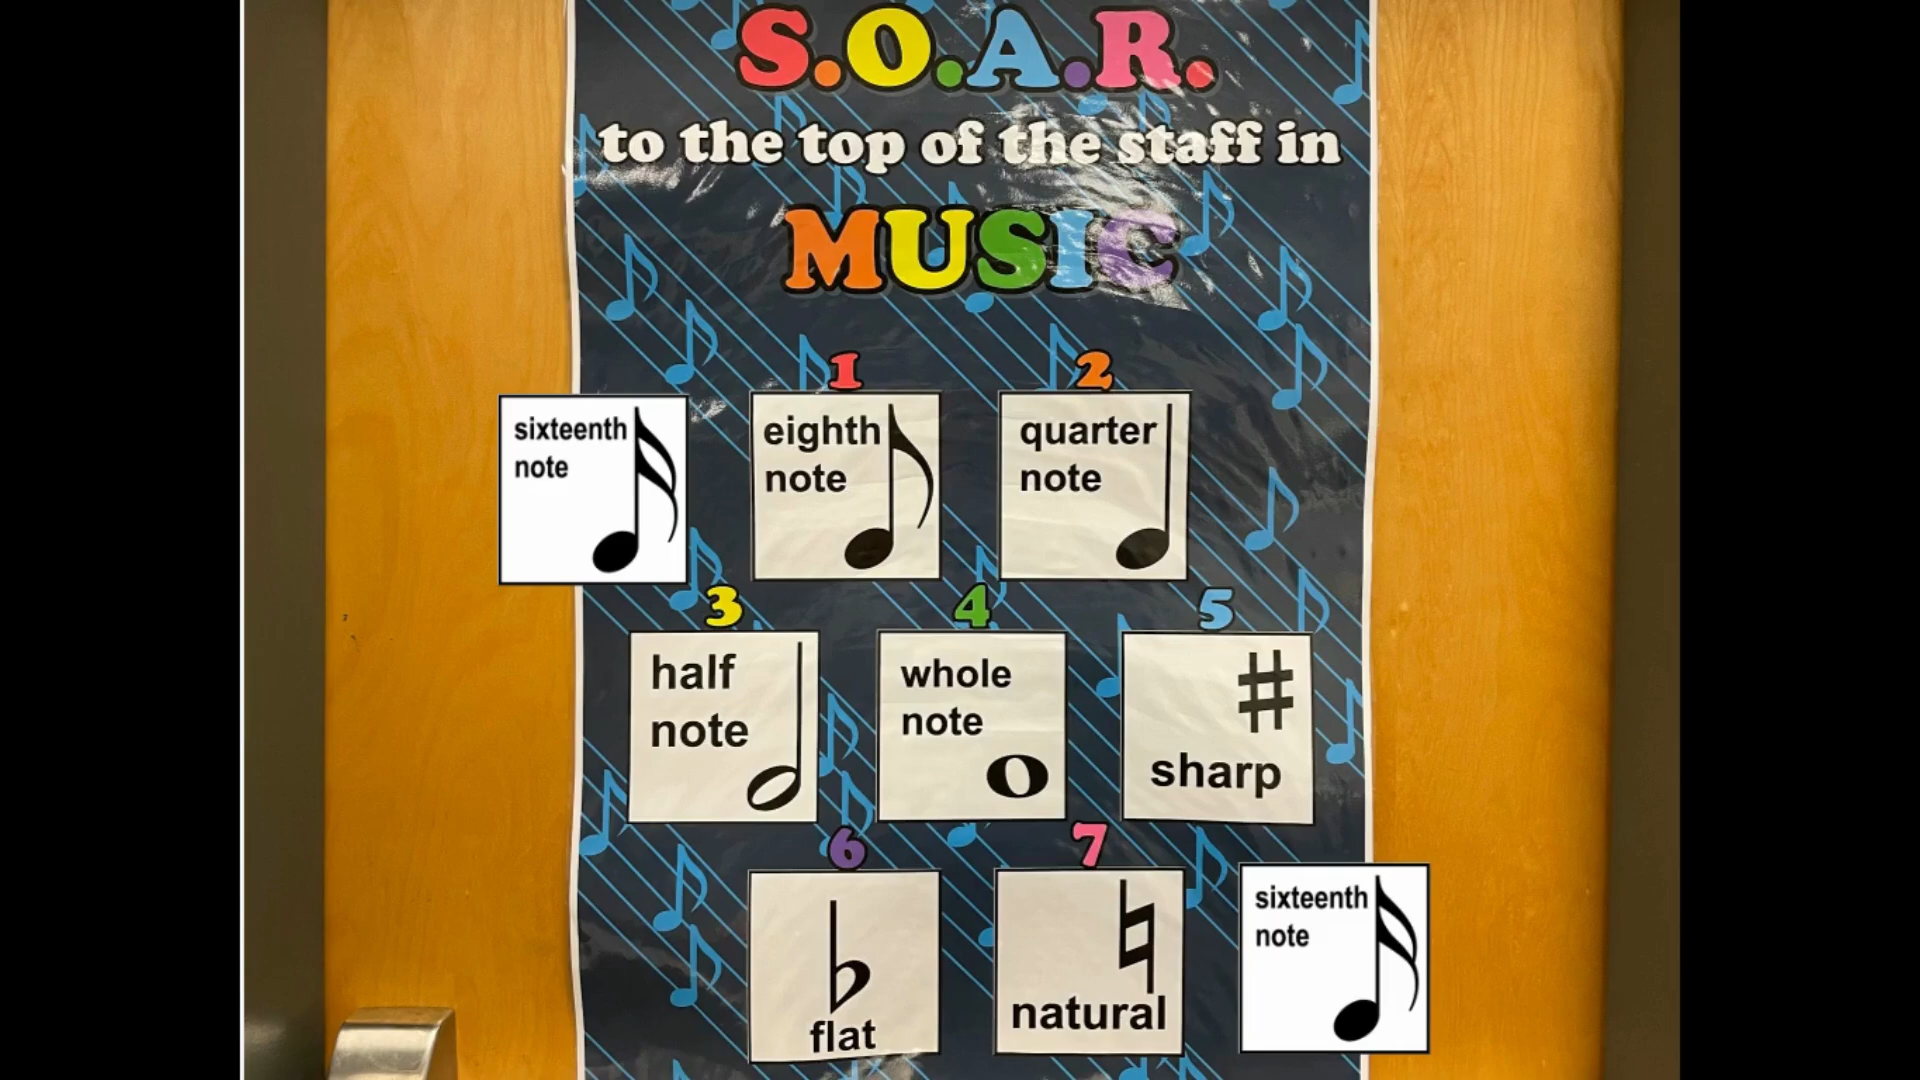 S.O.A.R.
to the top of the staff in
MUSIC
1
2
sixteenth
note
eighth
note
quarter
note
3
4
5
half
note
whole
note
sharp
6
7
flat
natural
sixteenth
note